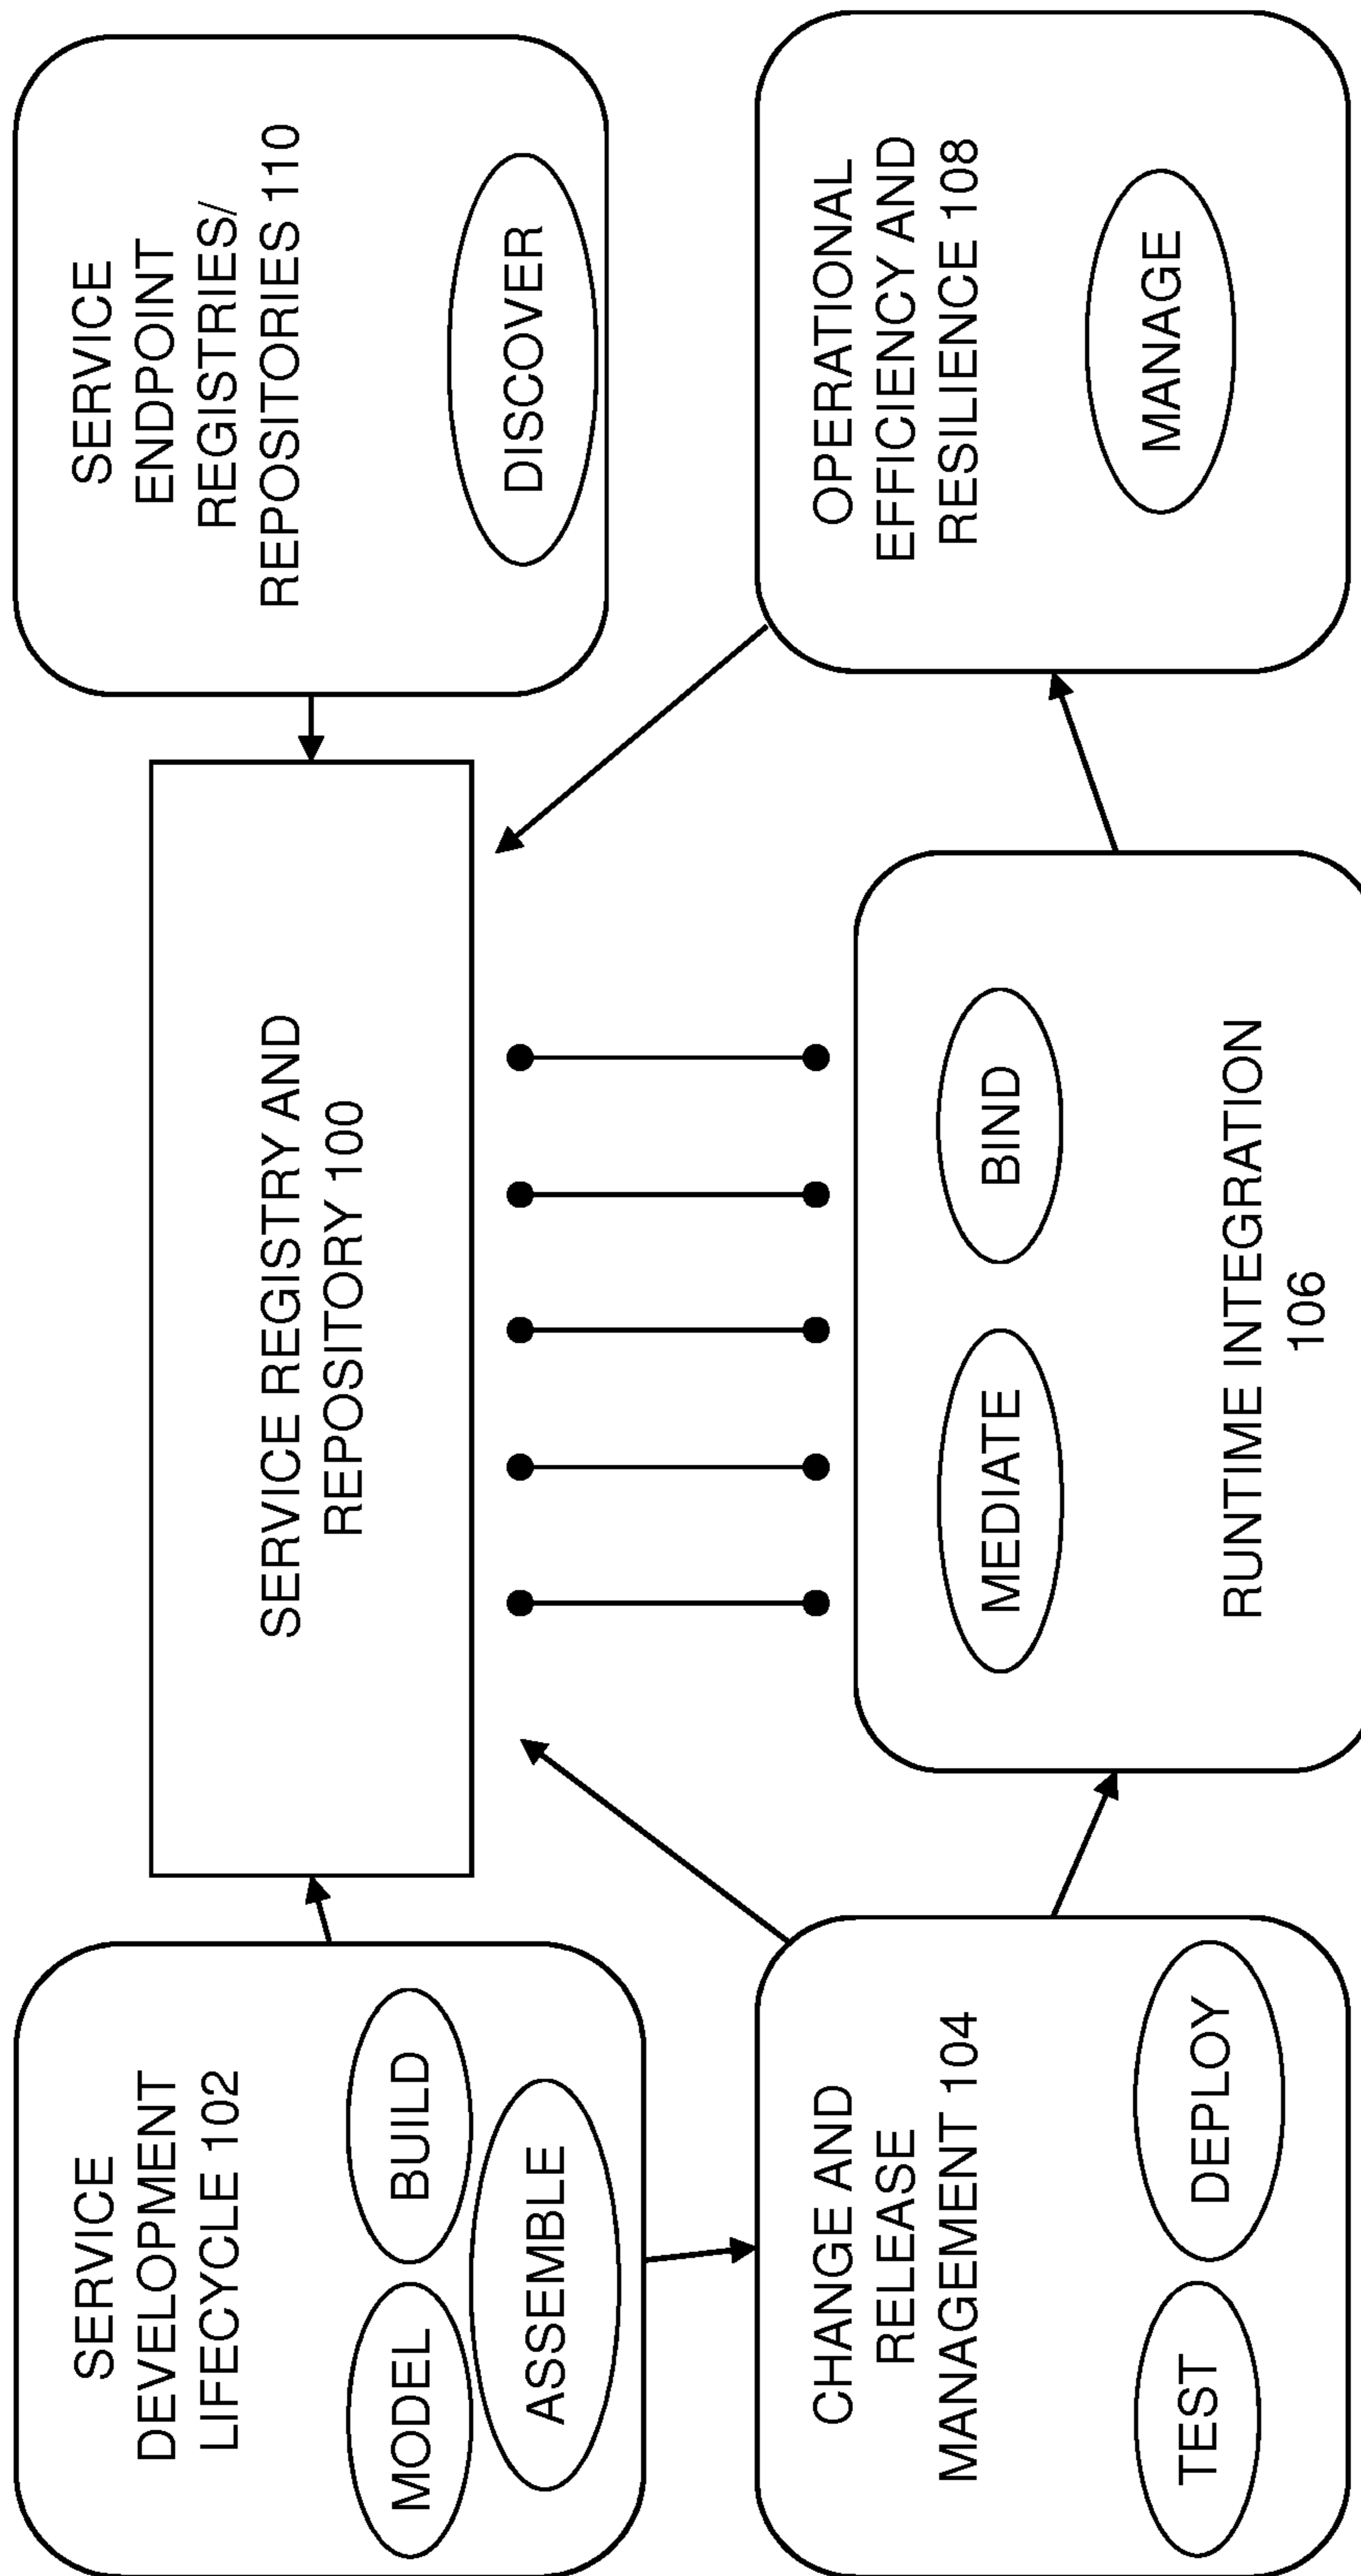 SERVICE
DEVELOPMENT
LIFECYCLE 102
MODEL
BUILD
ASSEMBLE
SERVICE REGISTRY AND
REPOSITORY 100
SERVICE
ENDPOINT
REGISTRIES/
REPOSITORIES 110
DISCOVER
CHANGE AND
RELEASE
MANAGEMENT 104
TEST
DEPLOY
MEDIATE
BIND
RUNTIME INTEGRATION
106
OPERATIONAL
EFFICIENCY AND
RESILIENCE 108
MANAGE